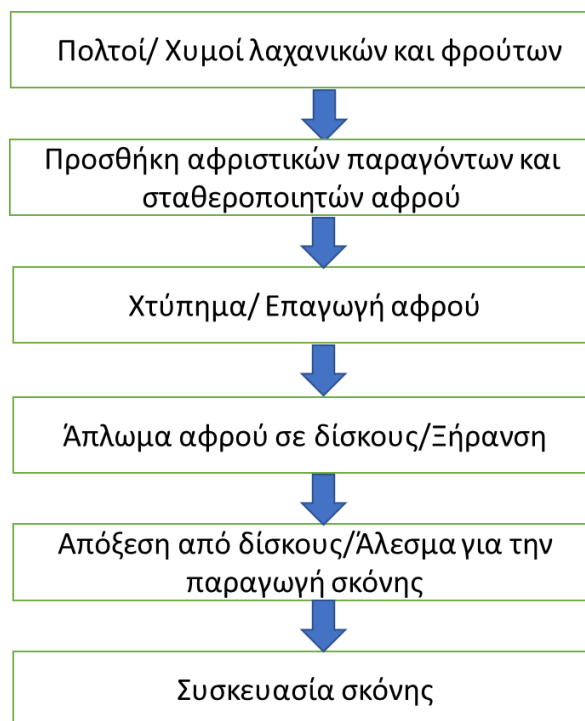 Πολτοί/ Χυμοί λαχανικών και φρούτων
Προσθήκη αφριστικών παραγόντων και
σταθεροποιητών αφρού
Χτύπημα/ Επαγωγή αφρού
Άπλωμα αφρού σε δίσκους/Ξήρανση
Απόξεση από δίσκους/Άλεσμα για την
παραγωγή σκόνης
Συσκευασία σκόνης